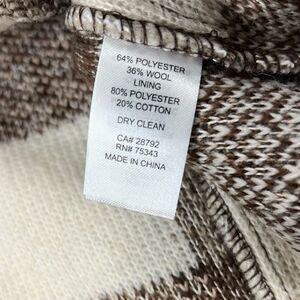 64% POLYESTER
36% WOOL
LINING
80% POLYESTER
20% COTTON
DRY CLEAN
CA# 28792
RN# 75343
MADE IN CHINA